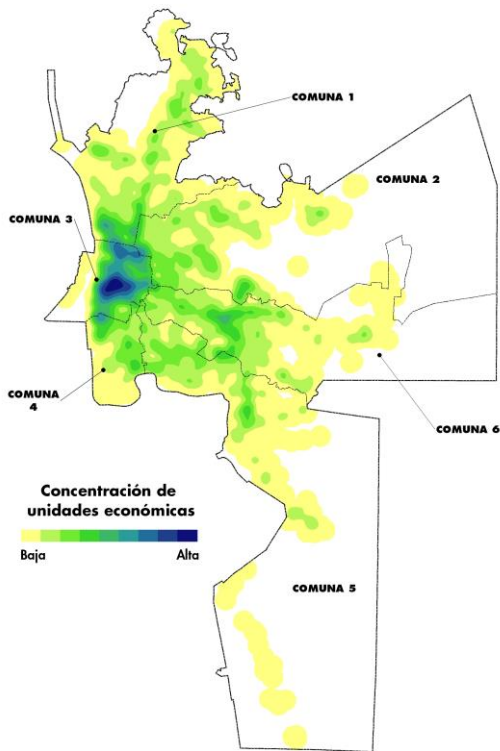 COMUNA 1
COMUNA 2
COMUNA 3
COMUNA
4
COMUNA 6
Concentración de
unidades económicas
Baja
Alta
COMUNA 5